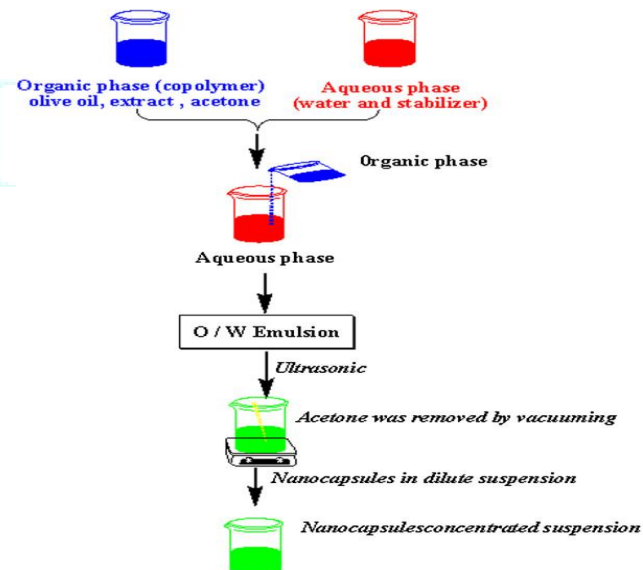 Organic phase (copolymer)
olive oil, extract , acetone
Aqueous phase
(water and stabilizer)
0rganic phase
Aqueous phase
O / W Emulsion
Ultrasonic
Acetone was removed by vacuuming
Nanocapsules in dilute suspension
Nanocapsulesconcentrated suspension